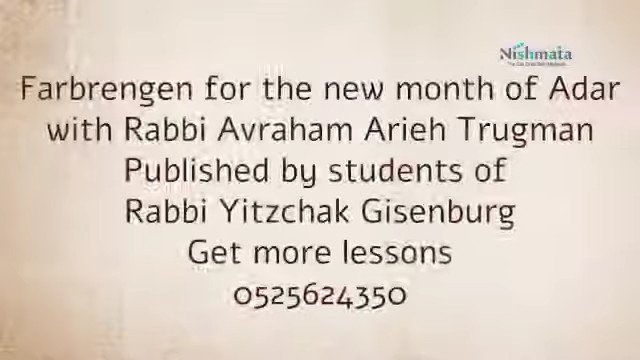 Nishmata
Farbrengen for the new month of Adar
with Rabbi Avraham Arieh Trugman
Published by students of
Rabbi Yitzchak Gisenburg
Get more lessons
0525624350